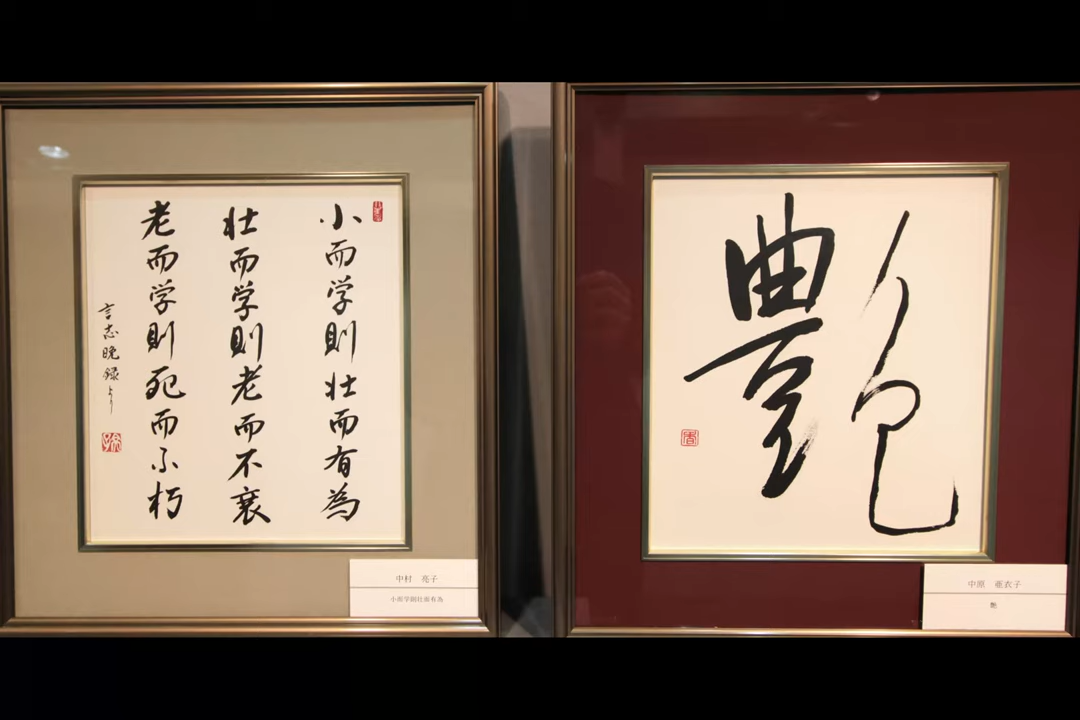 小而学則壮而有為
壮而学則老而不衰
老而学則死而不朽
言志晩録より
中村 亮子
小而学則壮而有為
艶
中原 亜衣子
艶